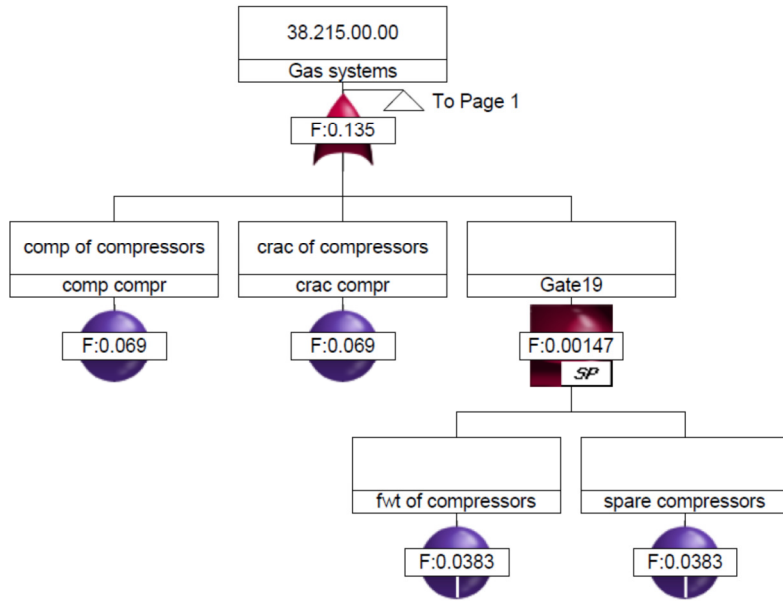 38.215.00.00
Gas systems
To Page 1
F:0.135
comp of compressors
crac of compressors
comp compr
crac compr
Gate19
F:0.069
F:0.069
F:0.00147
SP
fwt of compressors
spare compressors
F:0.0383
F:0.0383